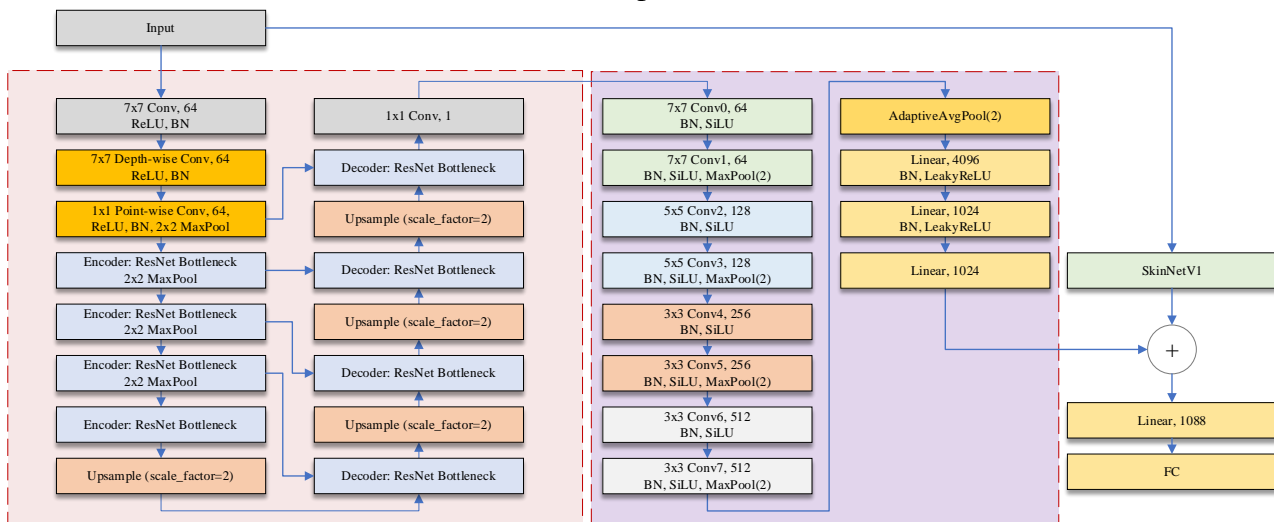 Input
7x7 Conv, 64
ReLU, BN
7x7 Depth-wise Conv, 64
ReLU, BN
1x1 Point-wise Conv, 64,
ReLU, BN, 2x2 MaxPool
Encoder: ResNet Bottleneck
2x2 MaxPool
Encoder: ResNet Bottleneck
2x2 MaxPool
Encoder: ResNet Bottleneck
2x2 MaxPool
Encoder: ResNet Bottleneck
Upsample (scale_factor=2)
1x1 Conv, 1
Decoder: ResNet Bottleneck
Upsample (scale_factor=2)
Decoder: ResNet Bottleneck
Upsample (scale_factor=2)
Decoder: ResNet Bottleneck
Upsample (scale_factor=2)
Decoder: ResNet Bottleneck
7x7 Conv0, 64
BN, SiLU
7x7 Conv1, 64
BN, SiLU, MaxPool(2)
5x5 Conv2, 128
BN, SiLU
5x5 Conv3, 128
BN, SiLU, MaxPool(2)
3x3 Conv4, 256
BN, SiLU
3x3 Conv5, 256
BN, SiLU, MaxPool(2)
3x3 Conv6, 512
BN, SiLU
3x3 Conv7, 512
BN, SiLU, MaxPool(2)
AdaptiveAvgPool(2)
Linear, 4096
BN, LeakyReLU
Linear, 1024
BN, LeakyReLU
Linear, 1024
SkinNetV1
+
Linear, 1088
FC